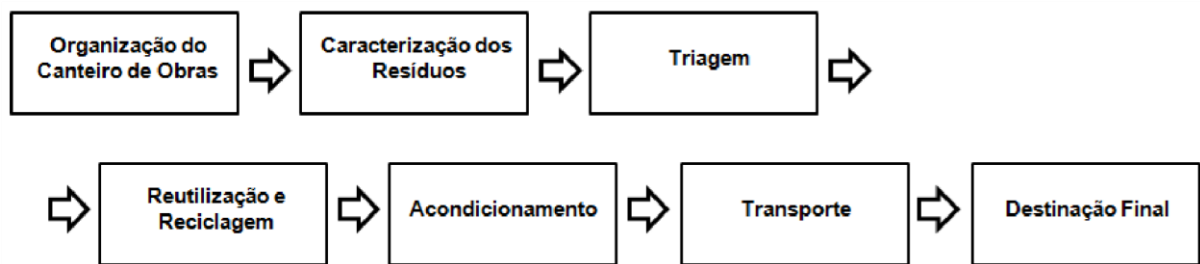 Organização do
Canteiro de Obras
Caracterização dos
Resíduos
Triagem
Reutilização e
Reciclagem
Acondicionamento
Transporte
Destinação Final